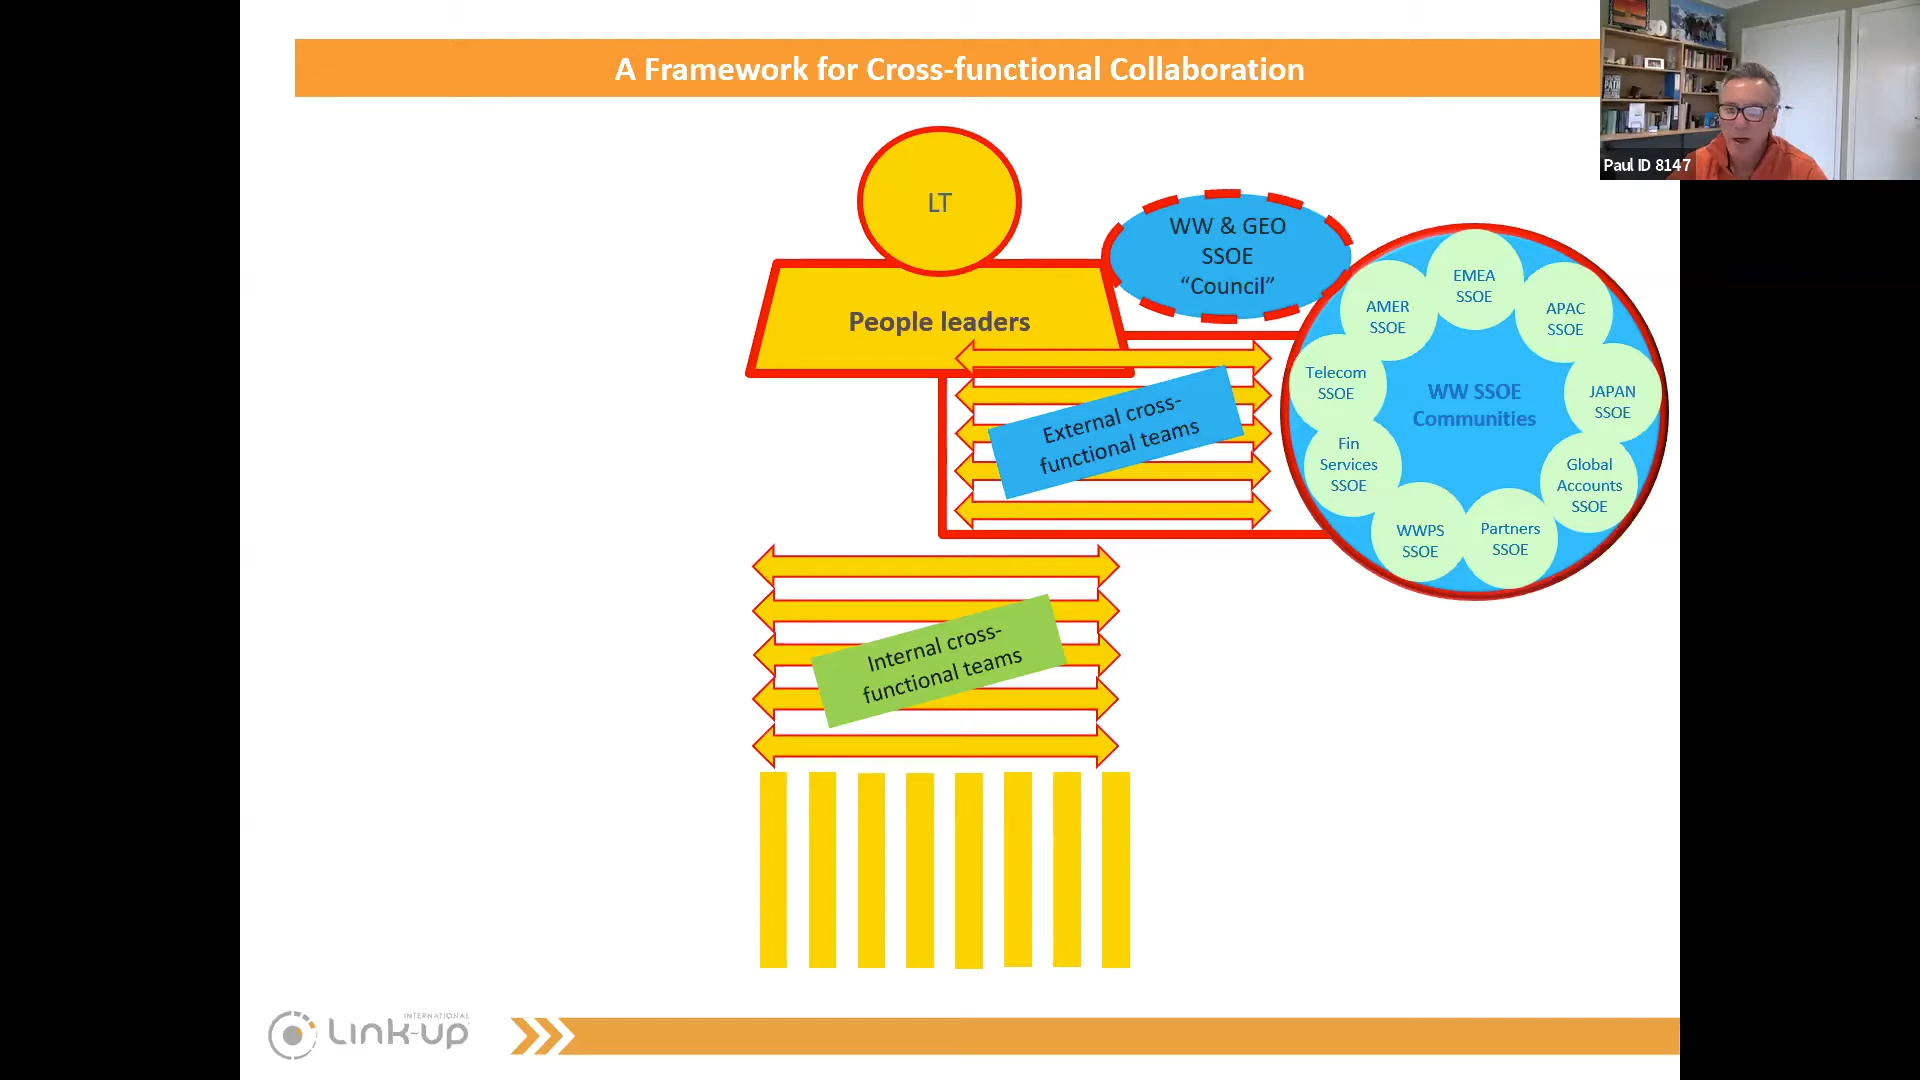 A Framework for Cross-functional Collaboration
Paul ID 8147
LT
WW & GEO
SSOE
“Council”
People leaders
EMEA
SSOE
AMER
SSOE
APAC
SSOE
Telecom
SSOE
WW SSOE
Communities
JAPAN
SSOE
Fin
Services
SSOE
Global
Accounts
SSOE
WWPS
SSOE
Partners
SSOE
External cross-
functional teams
Internal cross-
functional teams
INTERNATIONAL
Link-up